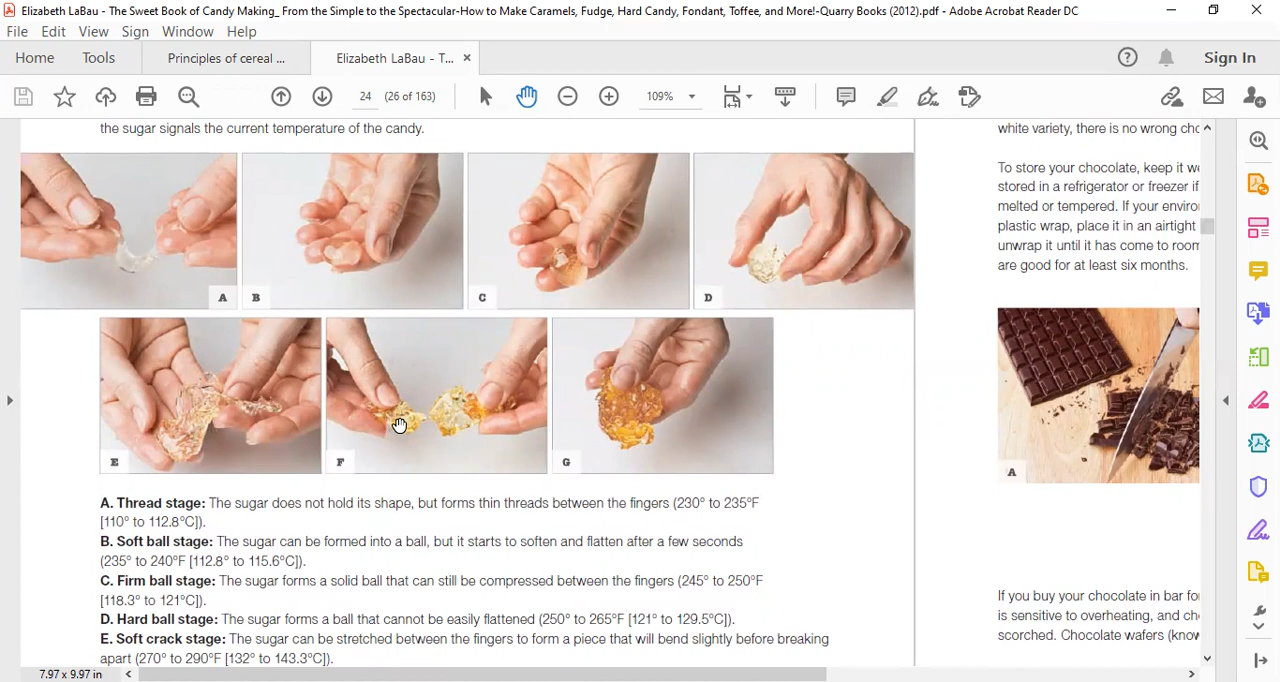 Elizabeth LaBau - The Sweet Book of Candy Making_ From the Simple to the Spectacular-How to Make Caramels, Fudge, Hard Candy, Fondant, Toffee, and More!-Quarry Books (2012).pdf - Adobe Acrobat Reader DC
File Edit View Sign Window Help
Home Tools Principles of cereal ... Elizabeth LaBau - T... × Sign In
24 (26 of 163) 109%
the sugar signals the current temperature of the candy.
A B C D
E F G
A. Thread stage: The sugar does not hold its shape, but forms thin threads between the fingers (230° to 235°F
[110° to 112.8°C]).
B. Soft ball stage: The sugar can be formed into a ball, but it starts to soften and flatten after a few seconds
(235° to 240°F [112.8° to 115.6°C]).
C. Firm ball stage: The sugar forms a solid ball that can still be compressed between the fingers (245° to 250°F
[118.3° to 121°C]).
D. Hard ball stage: The sugar forms a ball that cannot be easily flattened (250° to 265°F [121° to 129.5°C]).
E. Soft crack stage: The sugar can be stretched between the fingers to form a piece that will bend slightly before breaking
apart (270° to 290°F [132° to 143.3°C]).
white variety, there is no wrong cho
To store your chocolate, keep it we
stored in a refrigerator or freezer if
melted or tempered. If your enviro
plastic wrap, place it in an airtight
unwrap it until it has come to room
are good for at least six months.
A
If you buy your chocolate in bar fo
is sensitive to overheating, and ch
scorched. Chocolate wafers (know
7.97 x 9.97 in